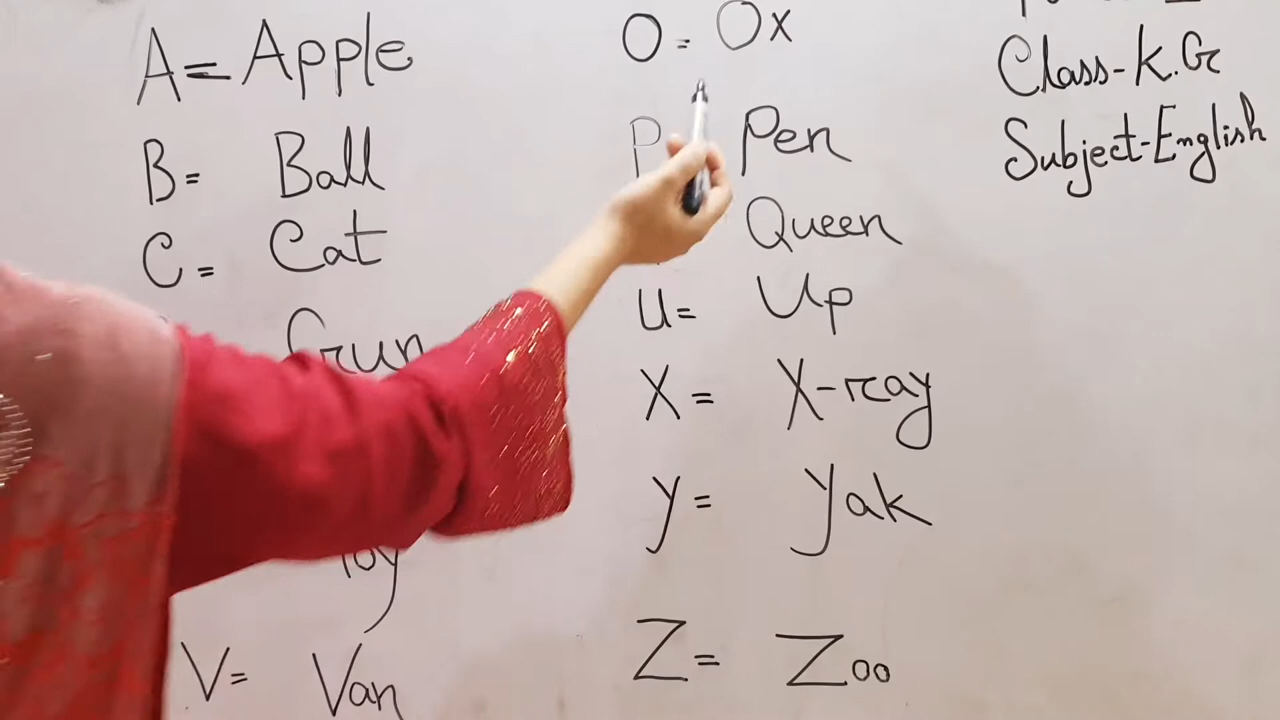 A = Apple
B = Ball
C = Cat
Gun
Toy
V = Van
O = Ox
P Pen
Queen
U = Up
X = X-ray
Y = Yak
Z = Zoo
Class-K.G
Subject-English